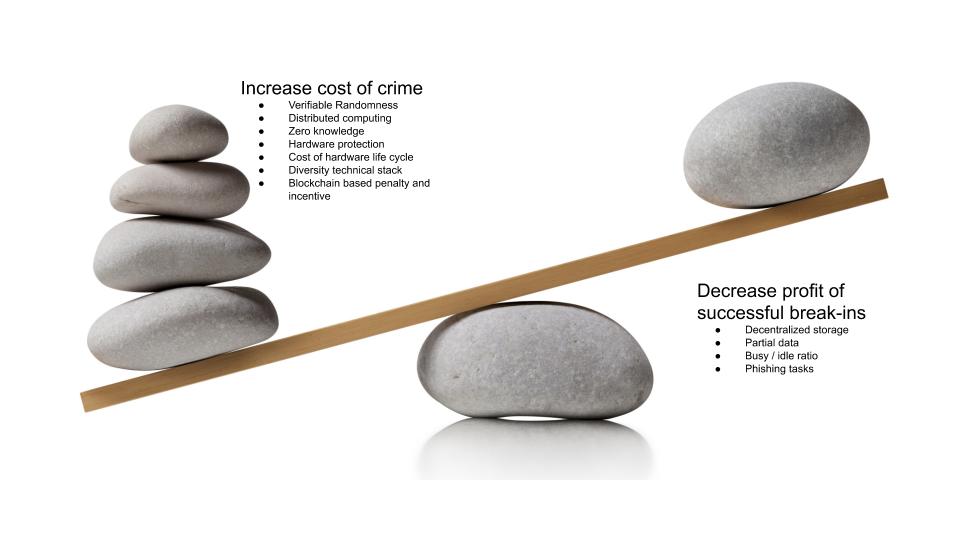 Increase cost of crime
● Verifiable Randomness
● Distributed computing
● Zero knowledge
● Hardware protection
● Cost of hardware life cycle
● Diversity technical stack
● Blockchain based penalty and
incentive
Decrease profit of
successful break-ins
● Decentralized storage
● Partial data
● Busy / idle ratio
● Phishing tasks